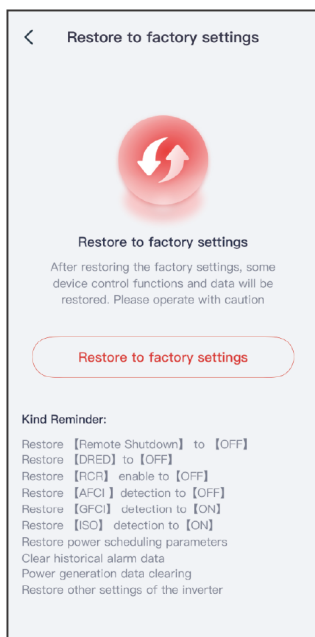 Restore to factory settings
Restore to factory settings
After restoring the factory settings, some
device control functions and data will be
restored. Please operate with caution
Restore to factory settings
Kind Reminder:
Restore 【Remote Shutdown】 to 【OFF】
Restore 【DRED】to【OFF】
Restore 【RCR】 enable to【OFF】
Restore 【AFCI 】detection to【OFF】
Restore 【GFCI】 detection to【ON】
Restore 【ISO】 detection to【ON】
Restore power scheduling parameters
Clear historical alarm data
Power generation data clearing
Restore other settings of the inverter